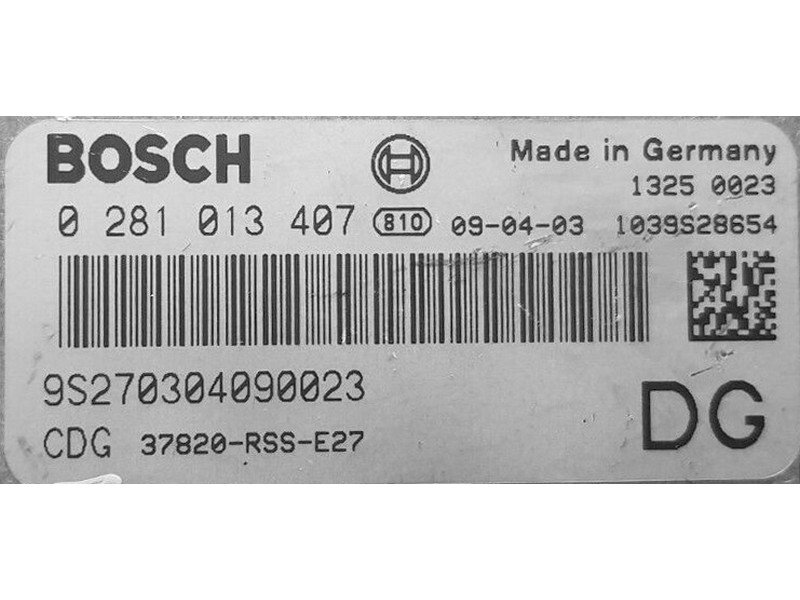 BOSCH
Made in Germany
1325 0023
0 281 013 407 810 09-04-03 1039S28654
9S270304090023
CDG 37820-RSS-E27
DG